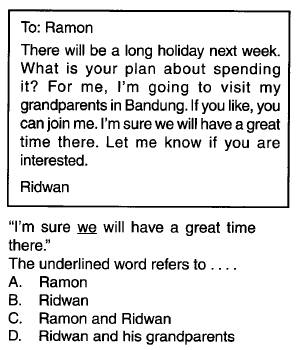 To: Ramon
There will be a long holiday next week.
What is your plan about spending
it? For me, I'm going to visit my
grandparents in Bandung. If you like, you
can join me. I'm sure we will have a great
time there. Let me know if you are
interested.
Ridwan
"I'm sure we will have a great time
there."
The underlined word refers to ....
A. Ramon
B. Ridwan
C. Ramon and Ridwan
D. Ridwan and his grandparents